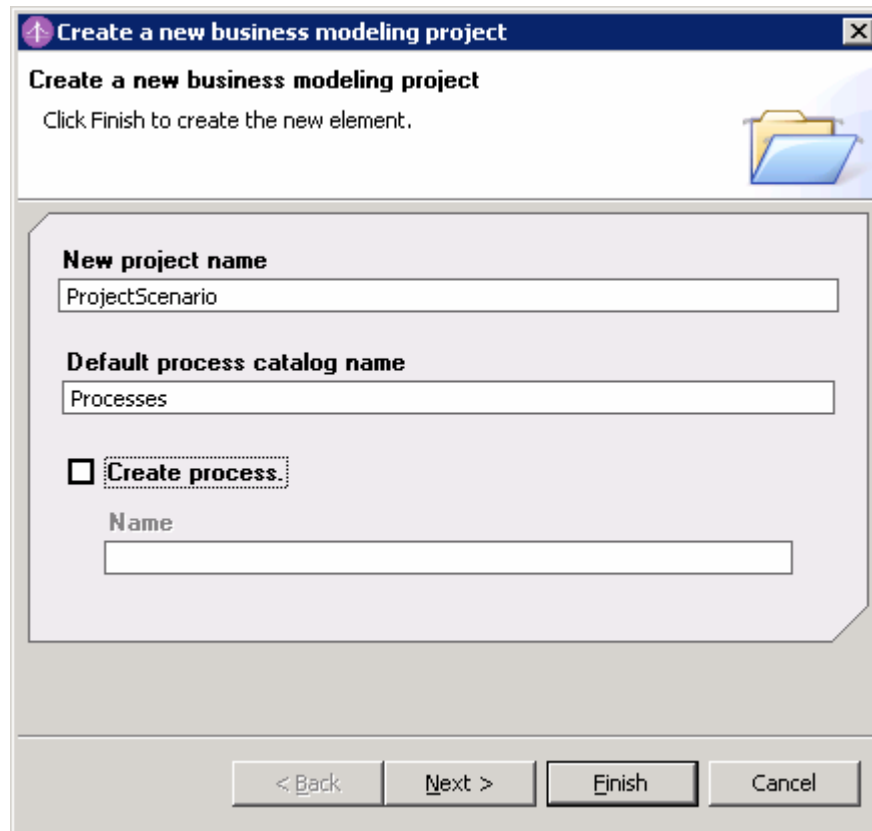 Create a new business modeling project
Create a new business modeling project
Click Finish to create the new element.
New project name
ProjectScenario
Default process catalog name
Processes
Create process.
Name
< Back Next > Finish Cancel